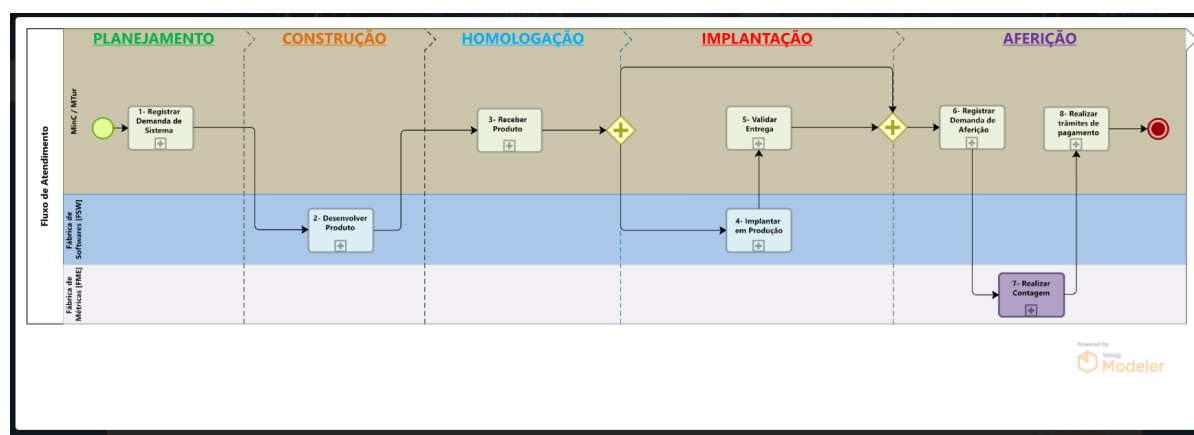 PLANEJAMENTO
CONSTRUÇÃO
HOMOLOGAÇÃO
IMPLANTAÇÃO
AFERIÇÃO
Fluxo de Atendimento
MinC / MTur
1- Registrar
Demanda de
Sistema
3- Receber
Produto
5- Validar
Entrega
6- Registrar
Demanda de
Aferição
8- Realizar
trâmites de
pagamento
Fábrica de
Softwares [FSW]
2- Desenvolver
Produto
4- Implantar
em Produção
Fábrica de
Métricas [FME]
7- Realizar
Contagem
Powered by
bizagi
Modeler